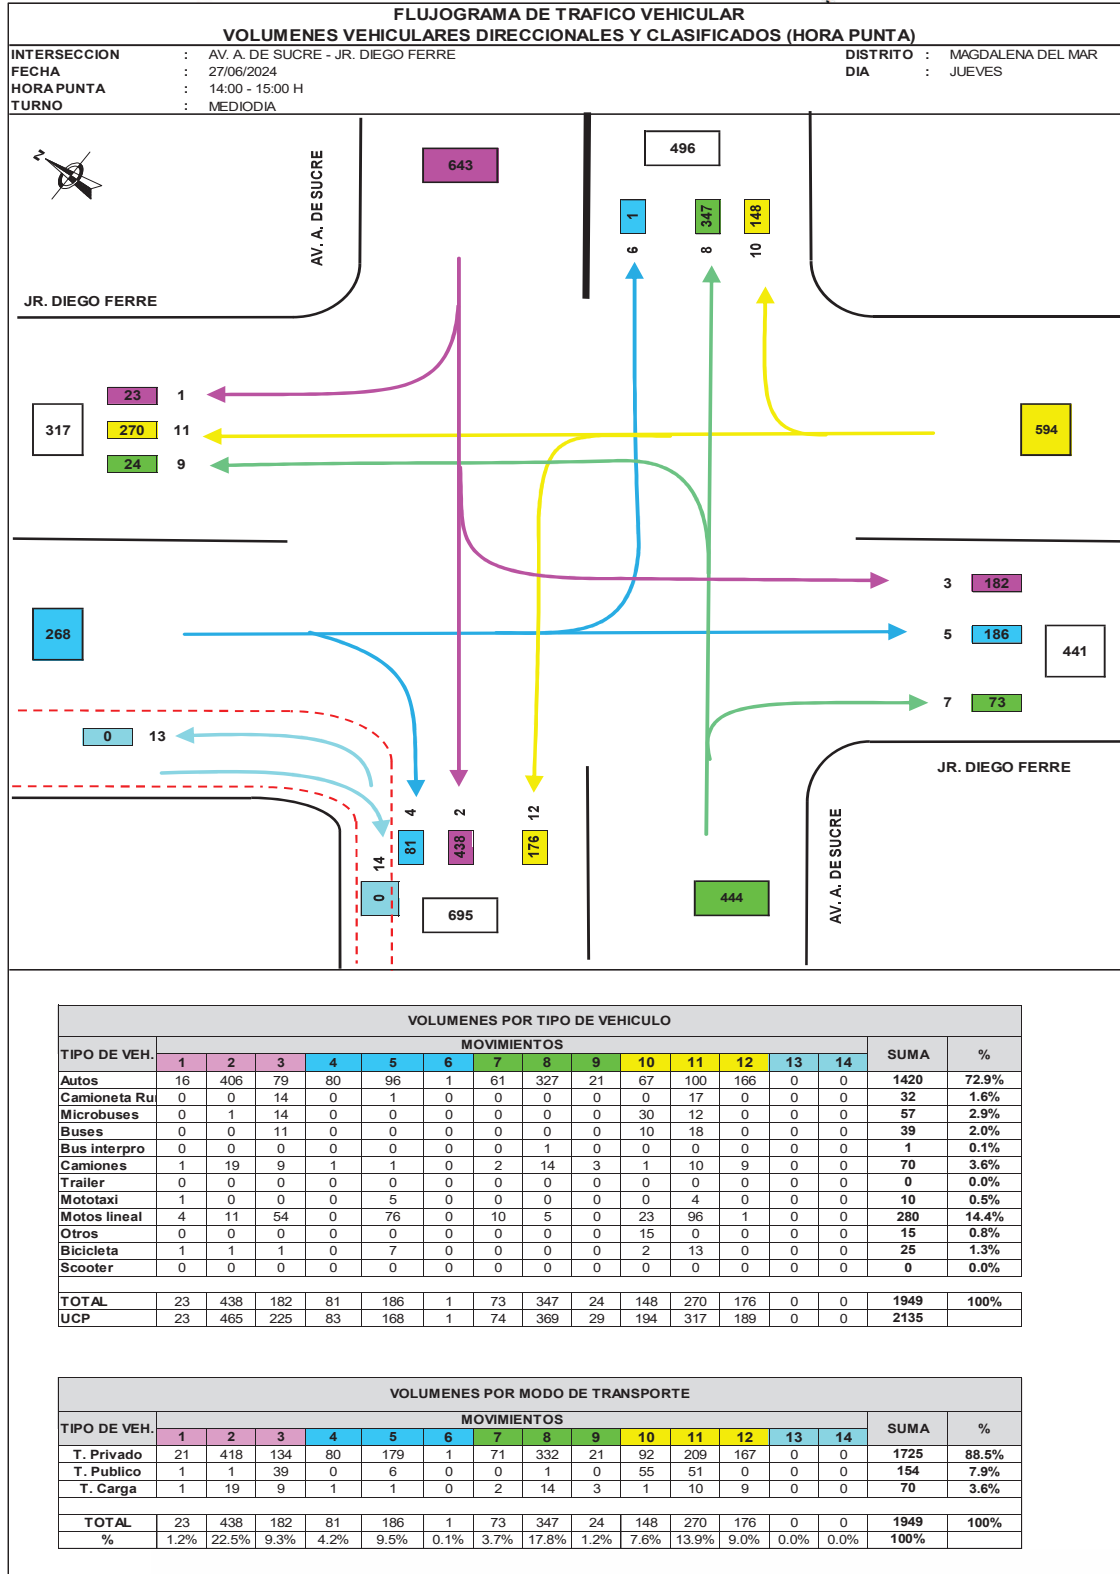 FLUJOGRAMA DE TRAFICO VEHICULAR
VOLUMENES VEHICULARES DIRECCIONALES Y CLASIFICADOS (HORA PUNTA)
INTERSECCION : AV. A. DE SUCRE - JR. DIEGO FERRE DISTRITO : MAGDALENA DEL MAR
FECHA : 27/06/2024 DIA : JUEVES
HORA PUNTA : 14:00 - 15:00 H
TURNO : MEDIODIA
N
AV. A. DE SUCRE
643
496
1 347 148
6 8 10
JR. DIEGO FERRE
23 1
317 270 11
24 9
594
3 182
268
5 186
441
7 73
0 13
JR. DIEGO FERRE
4 2 12
81 438 176
14
0
695
444
AV. A. DE SUCRE
VOLUMENES POR TIPO DE VEHICULO
TIPO DE VEH. MOVIMIENTOS SUMA %
1 2 3 4 5 6 7 8 9 10 11 12 13 14
Autos 16 406 79 80 96 1 61 327 21 67 100 166 0 0 1420 72.9%
Camioneta Ru 0 0 14 0 1 0 0 0 0 0 17 0 0 0 32 1.6%
Microbuses 0 1 14 0 0 0 0 0 0 30 12 0 0 0 57 2.9%
Buses 0 0 11 0 0 0 0 0 0 10 18 0 0 0 39 2.0%
Bus interpro 0 0 0 0 0 0 0 1 0 0 0 0 0 0 1 0.1%
Camiones 1 19 9 1 1 0 2 14 3 1 10 9 0 0 70 3.6%
Trailer 0 0 0 0 0 0 0 0 0 0 0 0 0 0 0 0.0%
Mototaxi 1 0 0 0 5 0 0 0 0 0 4 0 0 0 10 0.5%
Motos lineal 4 11 54 0 76 0 10 5 0 23 96 1 0 0 280 14.4%
Otros 0 0 0 0 0 0 0 0 0 15 0 0 0 0 15 0.8%
Bicicleta 1 1 1 0 7 0 0 0 0 2 13 0 0 0 25 1.3%
Scooter 0 0 0 0 0 0 0 0 0 0 0 0 0 0 0 0.0%
TOTAL 23 438 182 81 186 1 73 347 24 148 270 176 0 0 1949 100%
UCP 23 465 225 83 168 1 74 369 29 194 317 189 0 0 2135
VOLUMENES POR MODO DE TRANSPORTE
TIPO DE VEH. MOVIMIENTOS SUMA %
1 2 3 4 5 6 7 8 9 10 11 12 13 14
T. Privado 21 418 134 80 179 1 71 332 21 92 209 167 0 0 1725 88.5%
T. Publico 1 1 39 0 6 0 0 1 0 55 51 0 0 0 154 7.9%
T. Carga 1 19 9 1 1 0 2 14 3 1 10 9 0 0 70 3.6%
TOTAL 23 438 182 81 186 1 73 347 24 148 270 176 0 0 1949 100%
% 1.2% 22.5% 9.3% 4.2% 9.5% 0.1% 3.7% 17.8% 1.2% 7.6% 13.9% 9.0% 0.0% 0.0% 100%